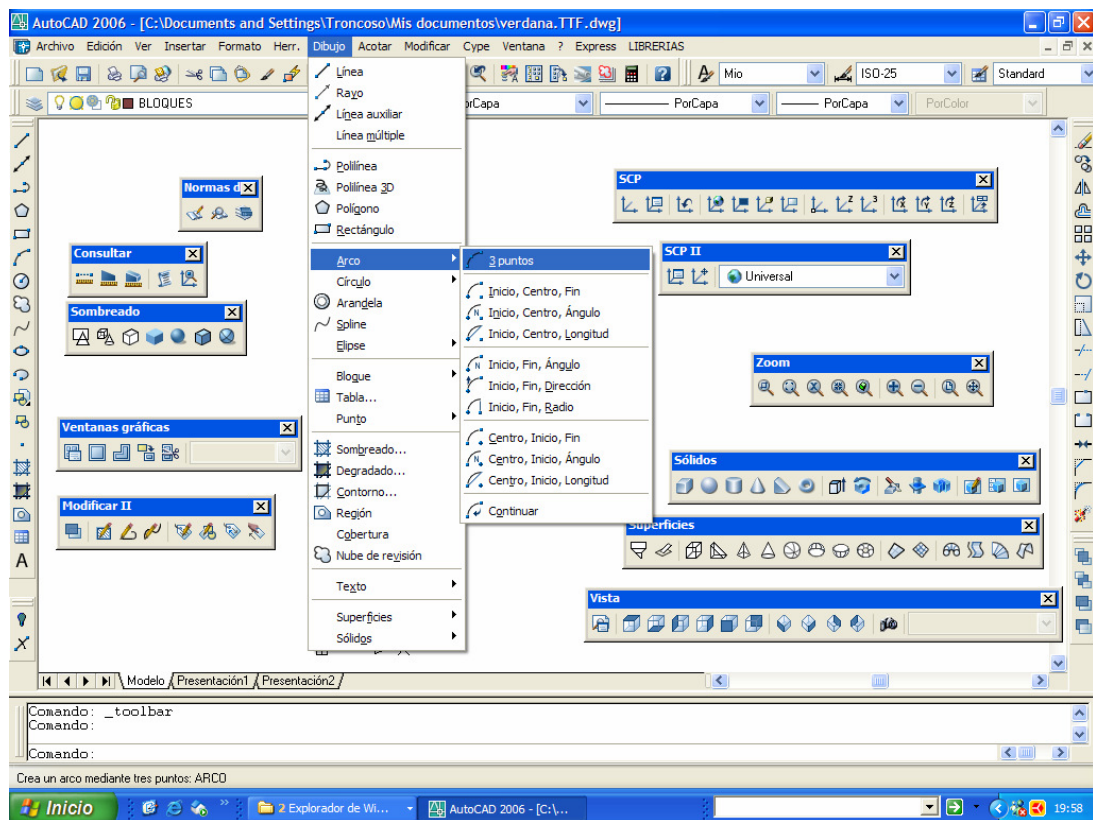 AutoCAD 2006 - [C:\Documents and Settings\Troncoso\Mis documentos\verdana.TTF.dwg]
Archivo Edición Ver Insertar Formato Herr. Dibujo Acotar Modificar Cype Ventana ? Express LIBRERIAS
Mio ISO-25 Standard
BLOQUES orCapa PorCapa PorCapa PorColor
Línea
Rayo
Línea auxiliar
Línea múltiple
Polilínea
Polilínea 3D
Polígono
Rectángulo
Arco
Círculo
Arandela
Spline
Elipse
Bloque
Tabla...
Punto
Sombreado...
Degradado...
Contorno...
Región
Cobertura
Nube de revisión
Texto
Superficies
Sólidos
3 puntos
Inicio, Centro, Fin
Inicio, Centro, Ángulo
Inicio, Centro, Longitud
Inicio, Fin, Ángulo
Inicio, Fin, Dirección
Inicio, Fin, Radio
Centro, Inicio, Fin
Centro, Inicio, Ángulo
Centro, Inicio, Longitud
Continuar
Normas d
Consultar
Sombreado
Ventanas gráficas
Modificar II
A
SCP
SCP II
Universal
Zoom
Sólidos
Superficies
Vista
Modelo Presentación1 Presentación2
Comando: _toolbar
Comando:
Comando:
Crea un arco mediante tres puntos: ARCO
Inicio 2 Explorador de Wi... AutoCAD 2006 - [C:\... 19:58